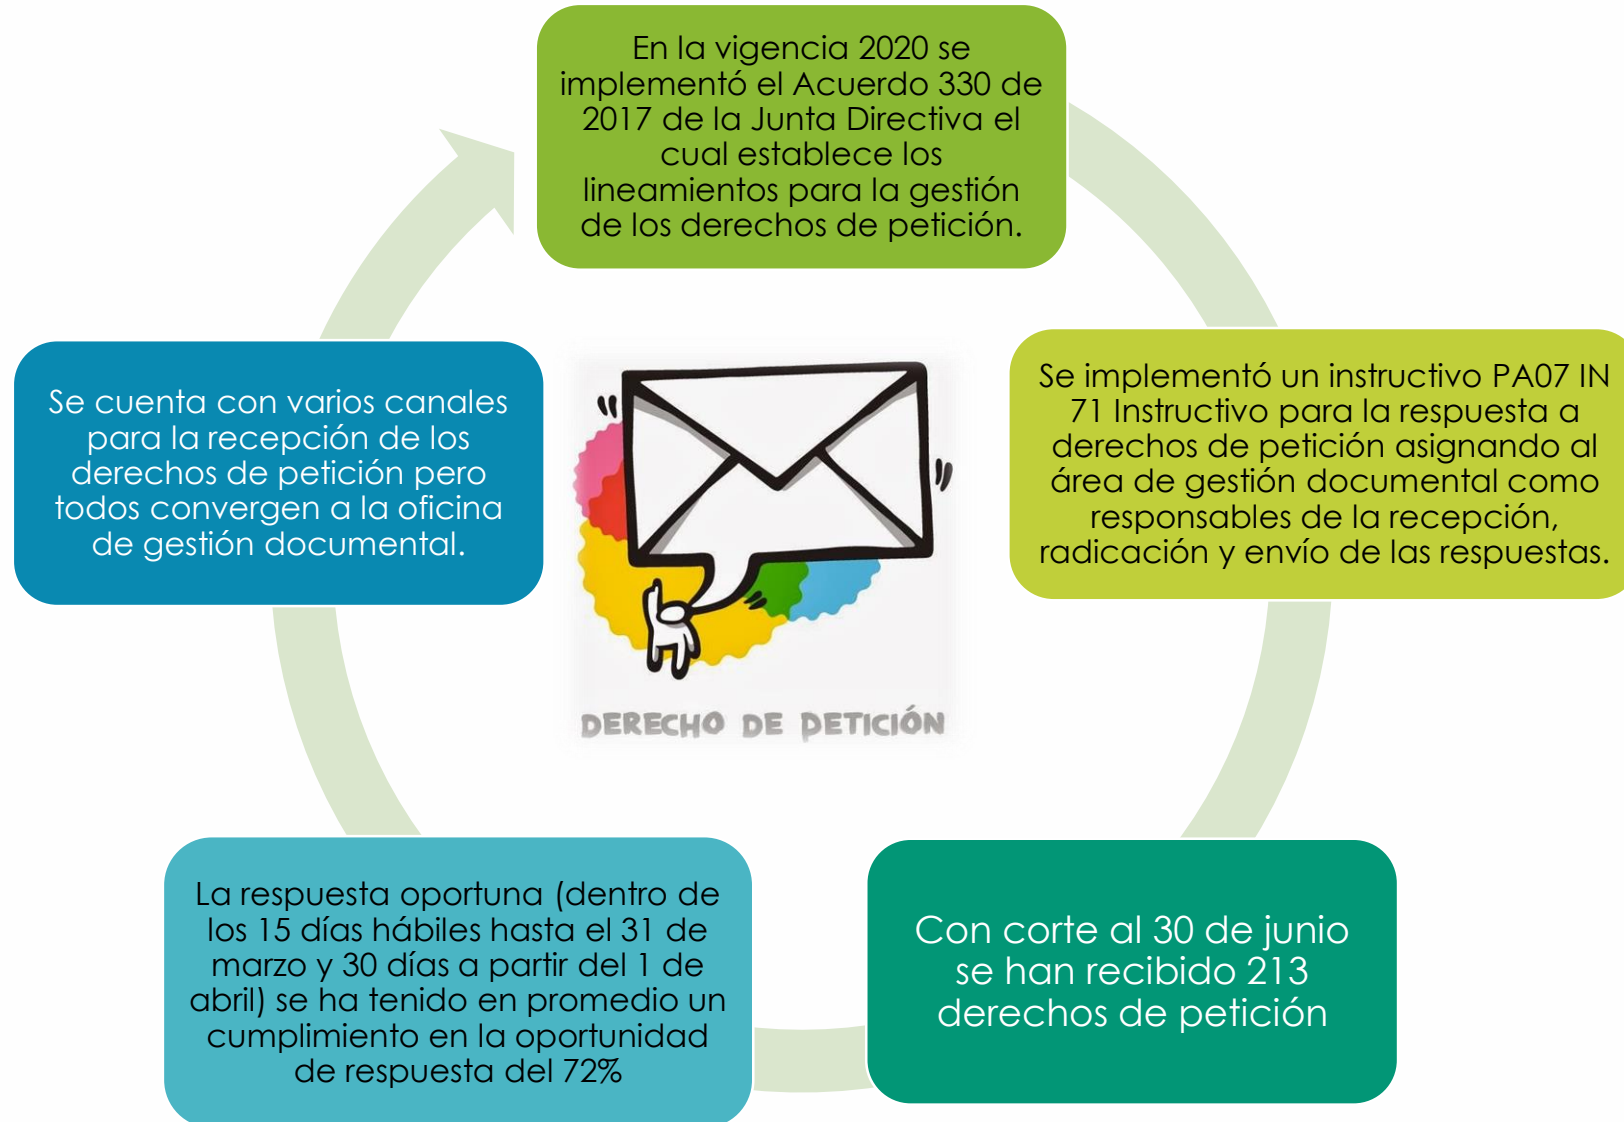 En la vigencia 2020 se
implementó el Acuerdo 330 de
2017 de la Junta Directiva el
cual establece los
lineamientos para la gestión
de los derechos de petición.
Se implementó un instructivo PA07 IN
71 Instructivo para la respuesta a
derechos de petición asignando al
área de gestión documental como
responsables de la recepción,
radicación y envío de las respuestas.
Con corte al 30 de junio
se han recibido 213
derechos de petición
La respuesta oportuna (dentro de
los 15 días hábiles hasta el 31 de
marzo y 30 días a partir del 1 de
abril) se ha tenido en promedio un
cumplimiento en la oportunidad
de respuesta del 72%
Se cuenta con varios canales
para la recepción de los
derechos de petición pero
todos convergen a la oficina
de gestión documental.
DERECHO DE PETICIÓN